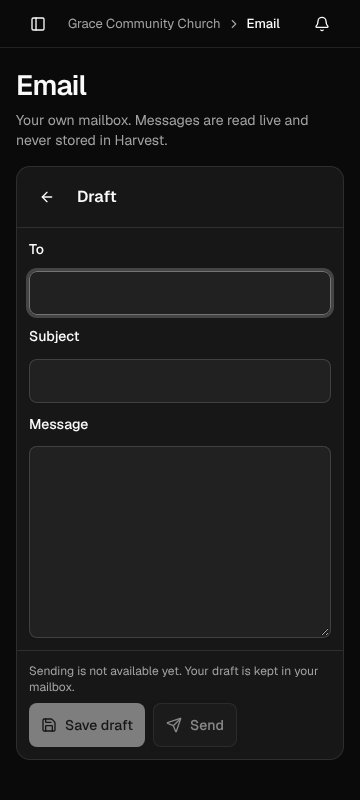 Grace Community Church > Email
Email
Your own mailbox. Messages are read live and
never stored in Harvest.
Draft
To
Subject
Message
Sending is not available yet. Your draft is kept in your
mailbox.
Save draft
Send